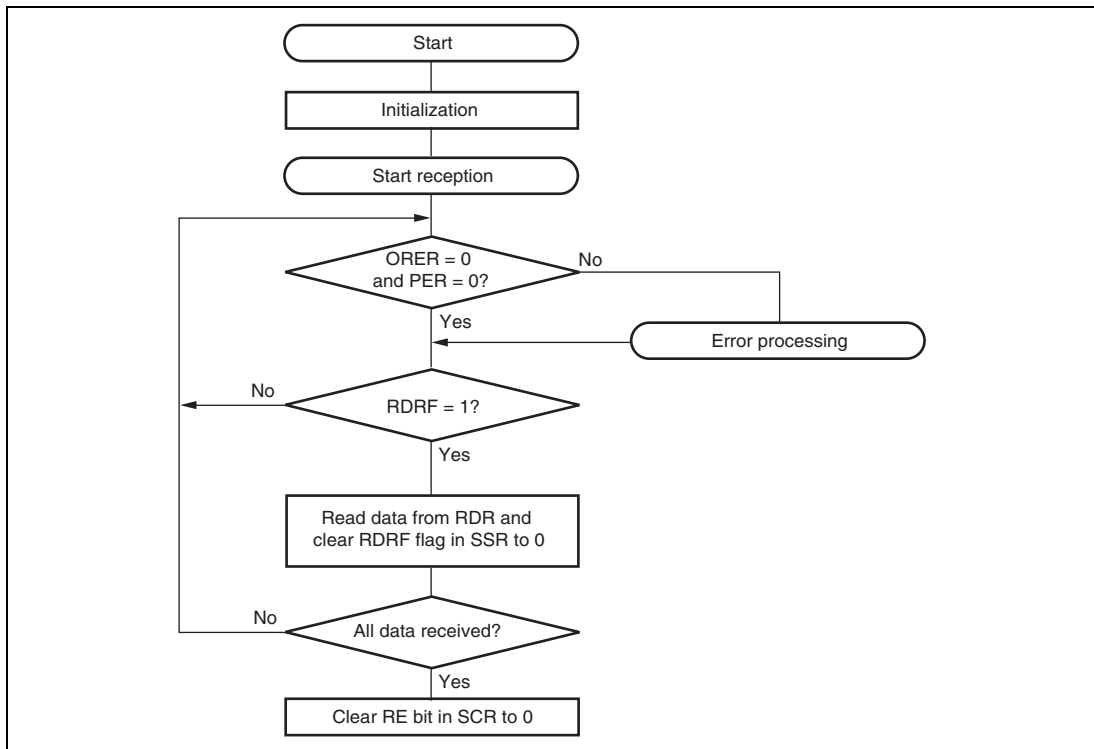 Start
Initialization
Start reception
ORER = 0
and PER = 0?
No
Yes
Error processing
No
RDRF = 1?
Yes
Read data from RDR and
clear RDRF flag in SSR to 0
No
All data received?
Yes
Clear RE bit in SCR to 0